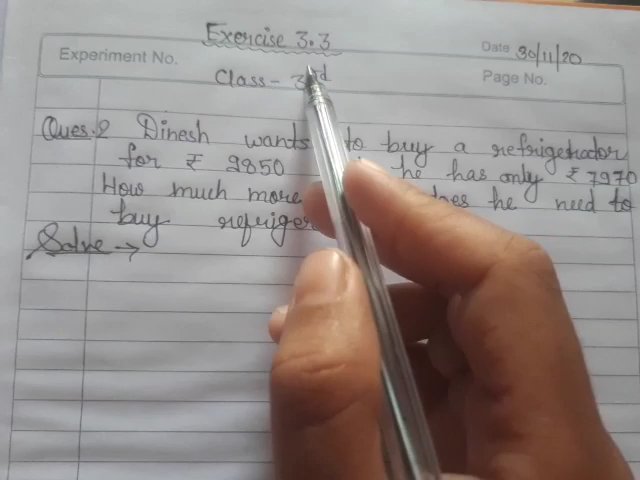 Exercise 3.3
Experiment No.
Date 30/11/20
Class - 3rd
Page No.
Ques.2 Dinesh wants to buy a refrigerator
for ₹ 9850 he has only ₹ 7970
How much more does he need to
buy
Solve →